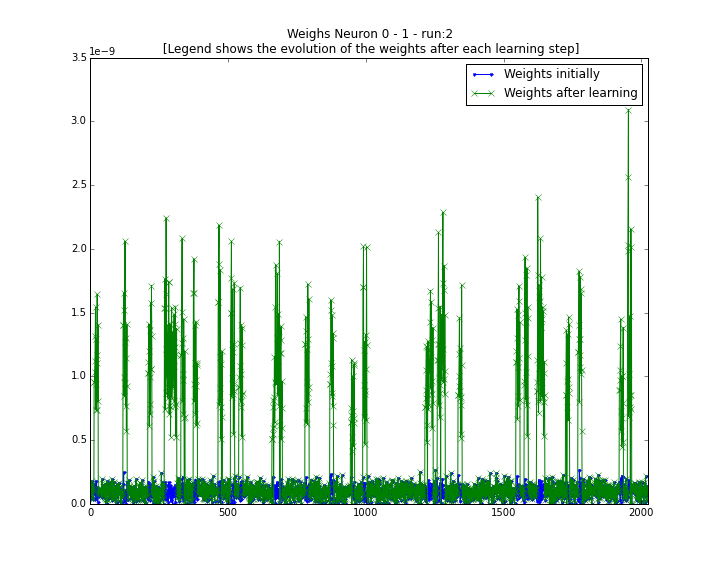 Weighs Neuron 0 - 1 - run:2
[Legend shows the evolution of the weights after each learning step]
1e−9
3.5
3.0
2.5
2.0
1.5
1.0
0.5
0.0
0 500 1000 1500 2000
Weights initially
Weights after learning